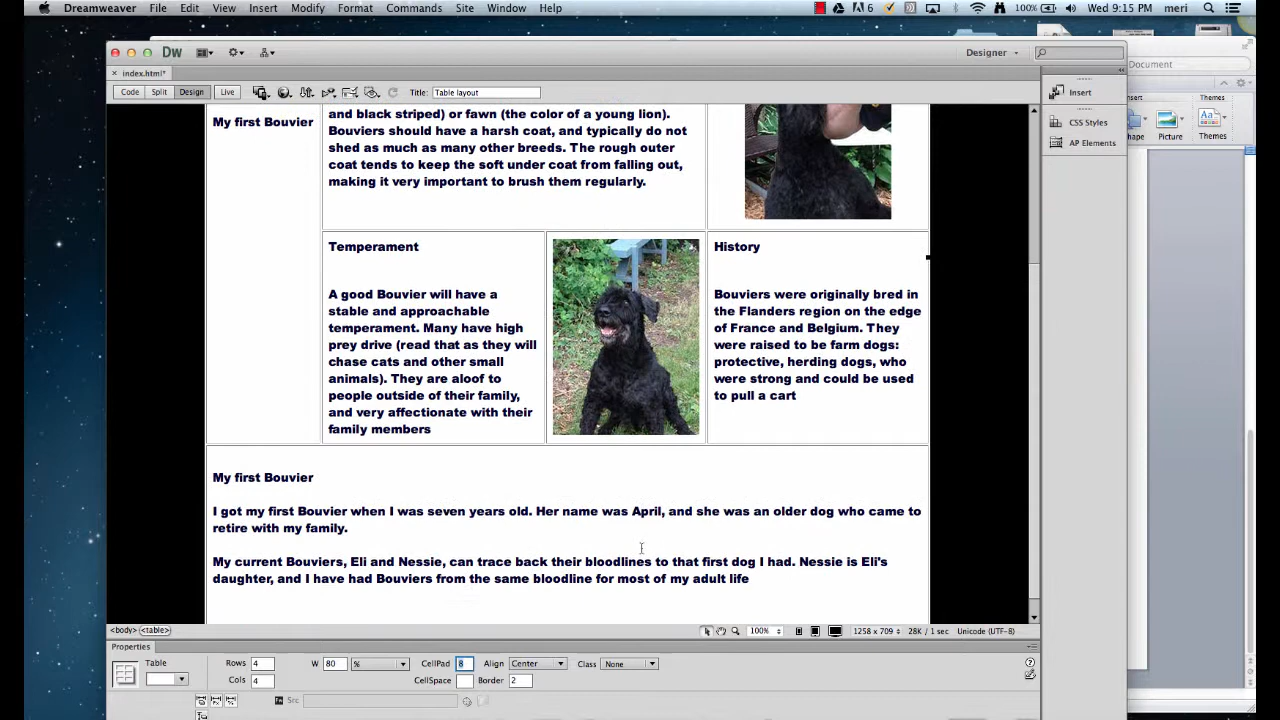 Dreamweaver File Edit View Insert Modify Format Commands Site Window Help
6 100% Wed 9:15 PM meri
Dw Designer
Document
index.html*
Code Split Design Live Title: Table layout
Insert
CSS Styles
AP Elements
Insert Themes
Shape Picture Themes
and black striped) or fawn (the color of a young lion).
My first Bouvier
Bouviers should have a harsh coat, and typically do not
shed as much as many other breeds. The rough outer
coat tends to keep the soft under coat from falling out,
making it very important to brush them regularly.
Temperament
A good Bouvier will have a
stable and approachable
temperament. Many have high
prey drive (read that as they will
chase cats and other small
animals). They are aloof to
people outside of their family,
and very affectionate with their
family members
History
Bouviers were originally bred in
the Flanders region on the edge
of France and Belgium. They
were raised to be farm dogs:
protective, herding dogs, who
were strong and could be used
to pull a cart
My first Bouvier
I got my first Bouvier when I was seven years old. Her name was April, and she was an older dog who came to
retire with my family.
My current Bouviers, Eli and Nessie, can trace back their bloodlines to that first dog I had. Nessie is Eli's
daughter, and I have had Bouviers from the same bloodline for most of my adult life
<body> <table> 100% 1258 x 709 28K / 1 sec Unicode (UTF-8)
Properties
Table Rows 4 W 80 % CellPad 8 Align Center Class None
Cols 4 CellSpace Border 2
Src